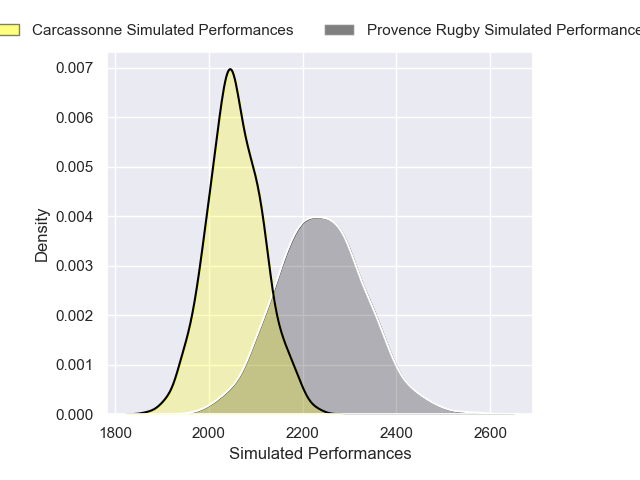 Carcassonne Simulated Performances
Provence Rugby Simulated Performance
0.007
0.006
0.005
0.004
0.003
0.002
0.001
0.000
Density
1800 2000 2200 2400 2600
Simulated Performances